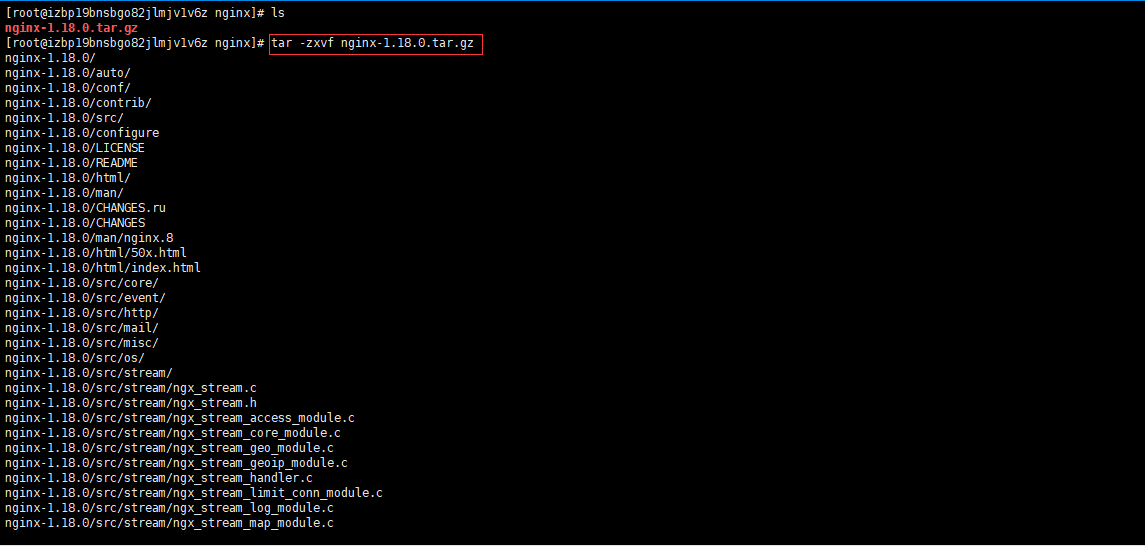 [root@izbp19bnsbgo82jlmjv1v6z nginx]# ls
nginx-1.18.0.tar.gz
[root@izbp19bnsbgo82jlmjv1v6z nginx]# tar -zxvf nginx-1.18.0.tar.gz
nginx-1.18.0/
nginx-1.18.0/auto/
nginx-1.18.0/conf/
nginx-1.18.0/contrib/
nginx-1.18.0/src/
nginx-1.18.0/configure
nginx-1.18.0/LICENSE
nginx-1.18.0/README
nginx-1.18.0/html/
nginx-1.18.0/man/
nginx-1.18.0/CHANGES.ru
nginx-1.18.0/CHANGES
nginx-1.18.0/man/nginx.8
nginx-1.18.0/html/50x.html
nginx-1.18.0/html/index.html
nginx-1.18.0/src/core/
nginx-1.18.0/src/event/
nginx-1.18.0/src/http/
nginx-1.18.0/src/mail/
nginx-1.18.0/src/misc/
nginx-1.18.0/src/os/
nginx-1.18.0/src/stream/
nginx-1.18.0/src/stream/ngx_stream.c
nginx-1.18.0/src/stream/ngx_stream.h
nginx-1.18.0/src/stream/ngx_stream_access_module.c
nginx-1.18.0/src/stream/ngx_stream_core_module.c
nginx-1.18.0/src/stream/ngx_stream_geo_module.c
nginx-1.18.0/src/stream/ngx_stream_geoip_module.c
nginx-1.18.0/src/stream/ngx_stream_handler.c
nginx-1.18.0/src/stream/ngx_stream_limit_conn_module.c
nginx-1.18.0/src/stream/ngx_stream_log_module.c
nginx-1.18.0/src/stream/ngx_stream_map_module.c